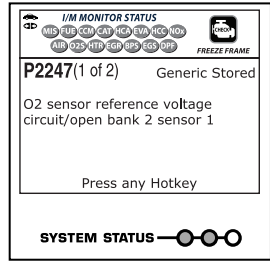 I/M MONITOR STATUS
MIS FUE CCM CAT HCA EVA HCC NOx
AIR O2S HTR EGR BPS EGS DPF
CHECK
FREEZE FRAME
P2247(1 of 2) Generic Stored
O2 sensor reference voltage
circuit/open bank 2 sensor 1
Press any Hotkey
SYSTEM STATUS